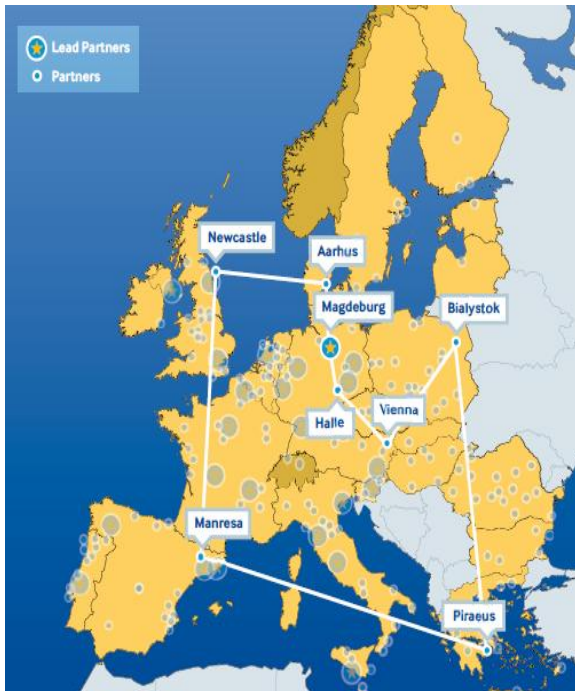 Lead Partners
Partners
Newcastle
Aarhus
Magdeburg
Bialystok
Halle
Vienna
Manresa
Piraeus